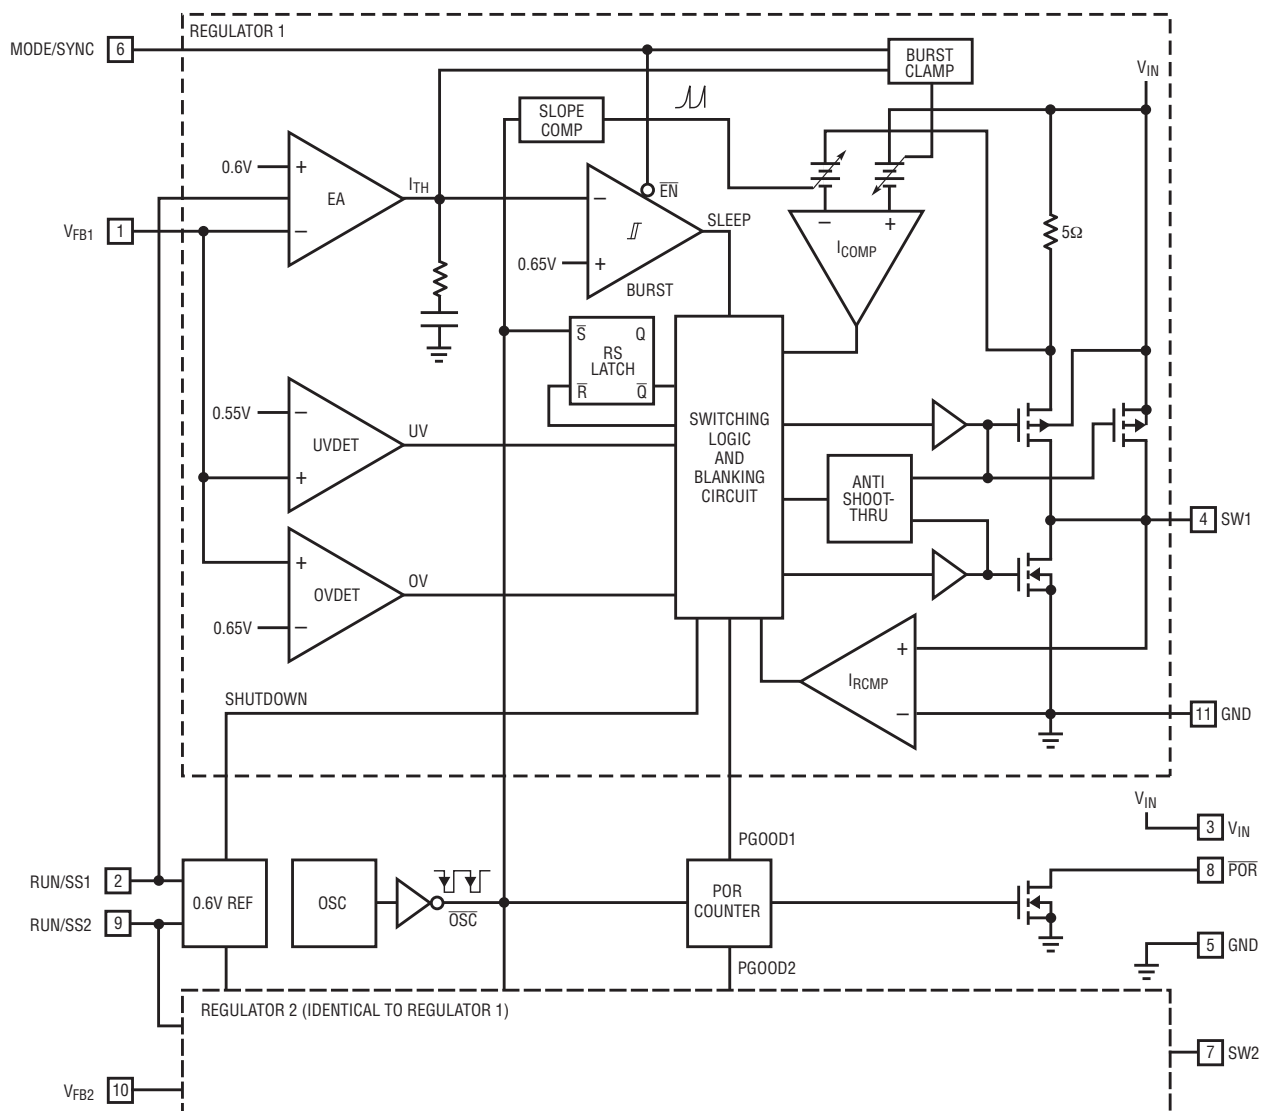 REGULATOR 1
MODE/SYNC 6
BURST
CLAMP
VIN
SLOPE
COMP
0.6V
+
EA
−
ITH
E̅N̅
−
+
SLEEP
− +
ICOMP
5Ω
VFB1 1
0.65V
BURST
S̅ Q
RS
LATCH
R̅ Q̅
0.55V
−
UVDET
+
UV
SWITCHING
LOGIC
AND
BLANKING
CIRCUIT
ANTI
SHOOT-
THRU
4 SW1
+
OVDET
−
0.65V
OV
+
IRCMP
−
SHUTDOWN
11 GND
VIN
3 VIN
PGOOD1
RUN/SS1 2
RUN/SS2 9
0.6V REF
OSC
O̅S̅C̅
POR
COUNTER
8 P̅O̅R̅
5 GND
PGOOD2
REGULATOR 2 (IDENTICAL TO REGULATOR 1)
7 SW2
VFB2 10